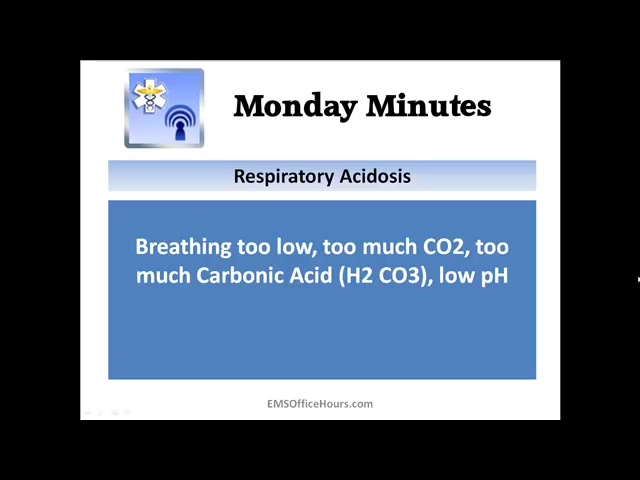 Monday Minutes
Respiratory Acidosis
Breathing too low, too much CO2, too
much Carbonic Acid (H2 CO3), low pH
EMSOfficeHours.com